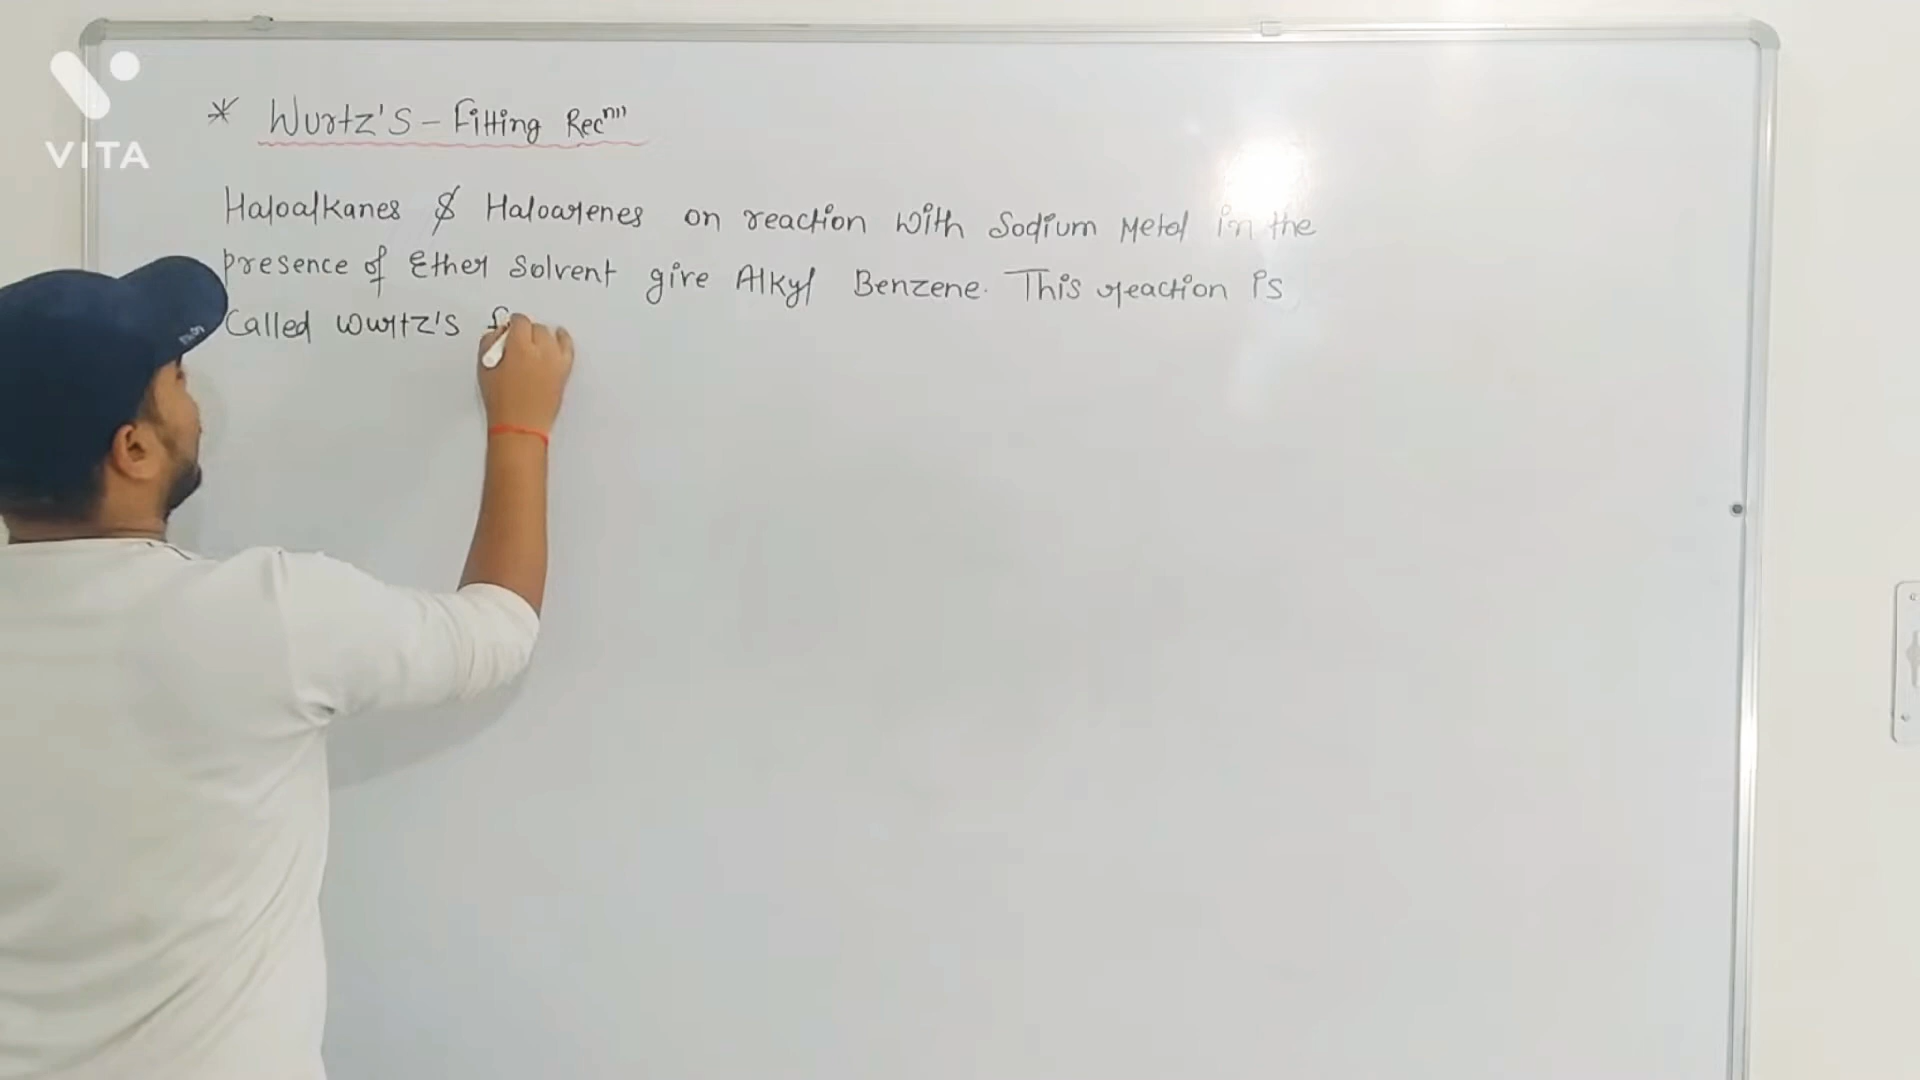 VITA
* Wurtz's - Fitting Recⁿ"
Haloalkanes & Haloarenes on reaction with Sodium Metal in the
presence of Ether Solvent give Alkyl Benzene. This reaction is
Called Wurtz's